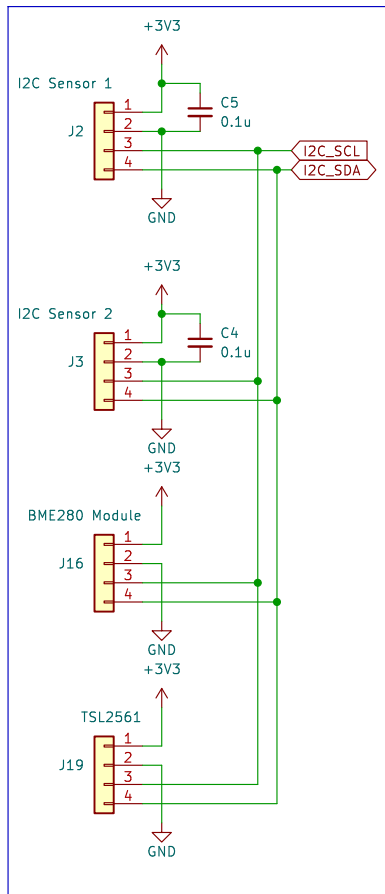 +3V3
I2C Sensor 1
C5
0.1u
J2
1
2
3
4
I2C_SCL
I2C_SDA
GND
+3V3
I2C Sensor 2
C4
0.1u
J3
1
2
3
4
GND
+3V3
BME280 Module
J16
1
2
3
4
GND
+3V3
TSL2561
J19
1
2
3
4
GND